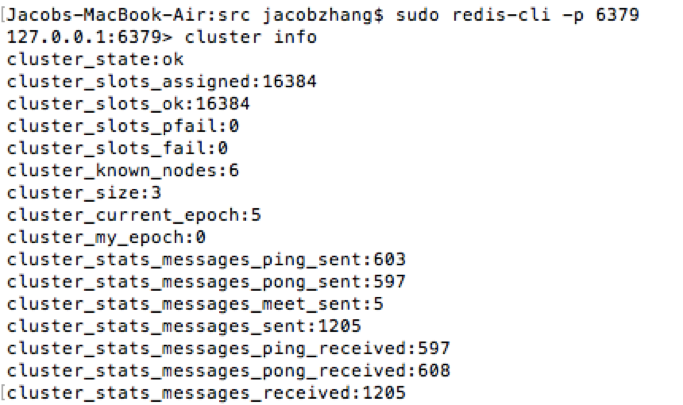 [Jacobs-MacBook-Air:src jacobzhang$ sudo redis-cli -p 6379
127.0.0.1:6379> cluster info
cluster_state:ok
cluster_slots_assigned:16384
cluster_slots_ok:16384
cluster_slots_pfail:0
cluster_slots_fail:0
cluster_known_nodes:6
cluster_size:3
cluster_current_epoch:5
cluster_my_epoch:0
cluster_stats_messages_ping_sent:603
cluster_stats_messages_pong_sent:597
cluster_stats_messages_meet_sent:5
cluster_stats_messages_sent:1205
cluster_stats_messages_ping_received:597
cluster_stats_messages_pong_received:608
[cluster_stats_messages_received:1205